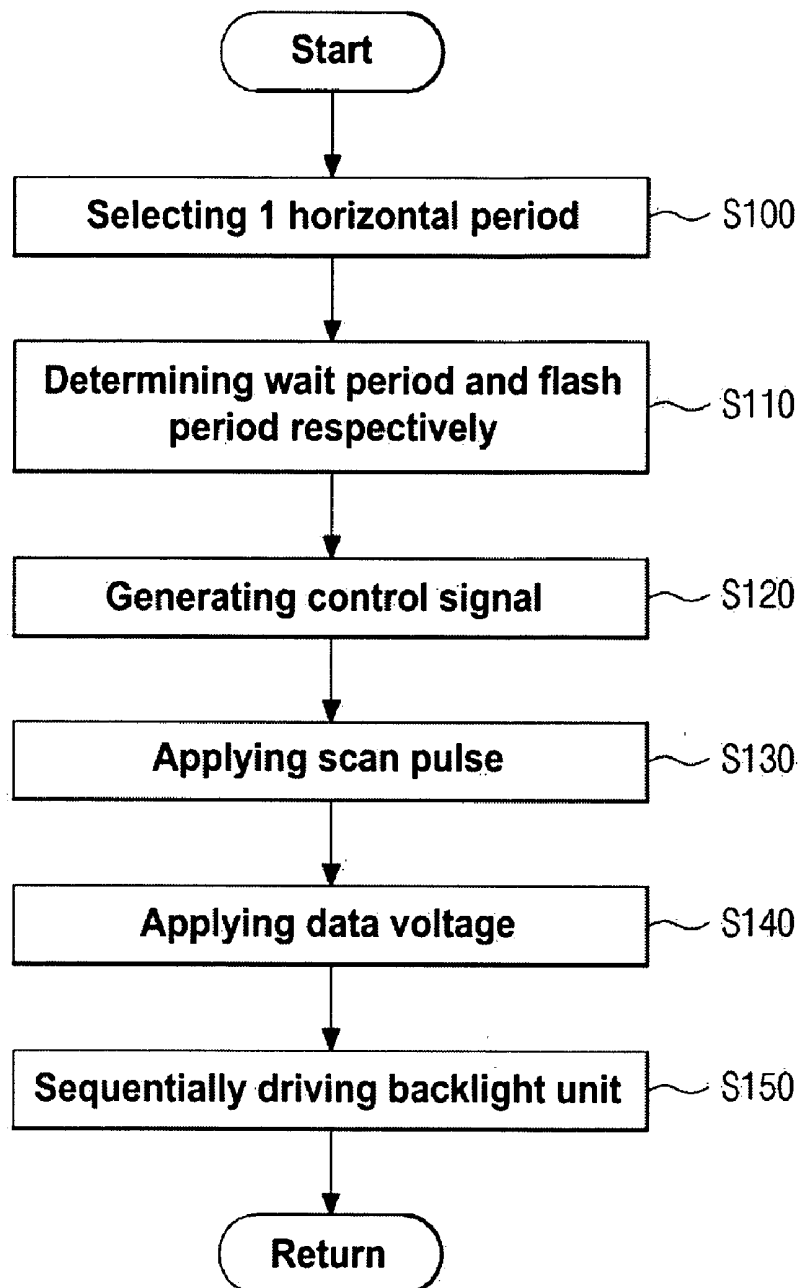 Start
Selecting 1 horizontal period
S100
Determining wait period and flash
period respectively
S110
Generating control signal
S120
Applying scan pulse
S130
Applying data voltage
S140
Sequentially driving backlight unit
S150
Return